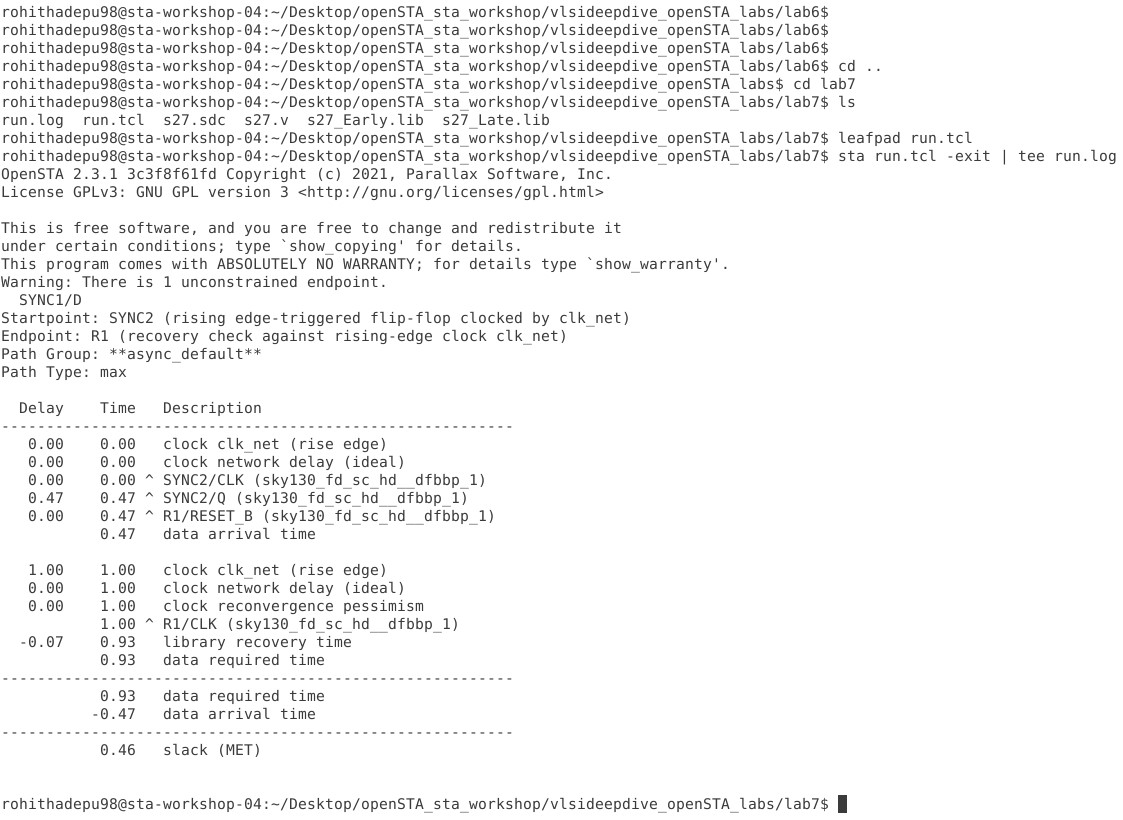 rohithadepu98@sta-workshop-04:~/Desktop/openSTA_sta_workshop/vlsideepdive_openSTA_labs/lab6$
rohithadepu98@sta-workshop-04:~/Desktop/openSTA_sta_workshop/vlsideepdive_openSTA_labs/lab6$
rohithadepu98@sta-workshop-04:~/Desktop/openSTA_sta_workshop/vlsideepdive_openSTA_labs/lab6$
rohithadepu98@sta-workshop-04:~/Desktop/openSTA_sta_workshop/vlsideepdive_openSTA_labs/lab6$ cd ..
rohithadepu98@sta-workshop-04:~/Desktop/openSTA_sta_workshop/vlsideepdive_openSTA_labs$ cd lab7
rohithadepu98@sta-workshop-04:~/Desktop/openSTA_sta_workshop/vlsideepdive_openSTA_labs/lab7$ ls
run.log  run.tcl  s27.sdc  s27.v  s27_Early.lib  s27_Late.lib
rohithadepu98@sta-workshop-04:~/Desktop/openSTA_sta_workshop/vlsideepdive_openSTA_labs/lab7$ leafpad run.tcl
rohithadepu98@sta-workshop-04:~/Desktop/openSTA_sta_workshop/vlsideepdive_openSTA_labs/lab7$ sta run.tcl -exit | tee run.log
OpenSTA 2.3.1 3c3f8f61fd Copyright (c) 2021, Parallax Software, Inc.
License GPLv3: GNU GPL version 3 <http://gnu.org/licenses/gpl.html>

This is free software, and you are free to change and redistribute it
under certain conditions; type `show_copying' for details.
This program comes with ABSOLUTELY NO WARRANTY; for details type `show_warranty'.
Warning: There is 1 unconstrained endpoint.
  SYNC1/D
Startpoint: SYNC2 (rising edge-triggered flip-flop clocked by clk_net)
Endpoint: R1 (recovery check against rising-edge clock clk_net)
Path Group: **async_default**
Path Type: max

  Delay    Time   Description
---------------------------------------------------------
   0.00    0.00   clock clk_net (rise edge)
   0.00    0.00   clock network delay (ideal)
   0.00    0.00 ^ SYNC2/CLK (sky130_fd_sc_hd__dfbbp_1)
   0.47    0.47 ^ SYNC2/Q (sky130_fd_sc_hd__dfbbp_1)
   0.00    0.47 ^ R1/RESET_B (sky130_fd_sc_hd__dfbbp_1)
           0.47   data arrival time

   1.00    1.00   clock clk_net (rise edge)
   0.00    1.00   clock network delay (ideal)
   0.00    1.00   clock reconvergence pessimism
           1.00 ^ R1/CLK (sky130_fd_sc_hd__dfbbp_1)
  -0.07    0.93   library recovery time
           0.93   data required time
---------------------------------------------------------
           0.93   data required time
          -0.47   data arrival time
---------------------------------------------------------
           0.46   slack (MET)

rohithadepu98@sta-workshop-04:~/Desktop/openSTA_sta_workshop/vlsideepdive_openSTA_labs/lab7$